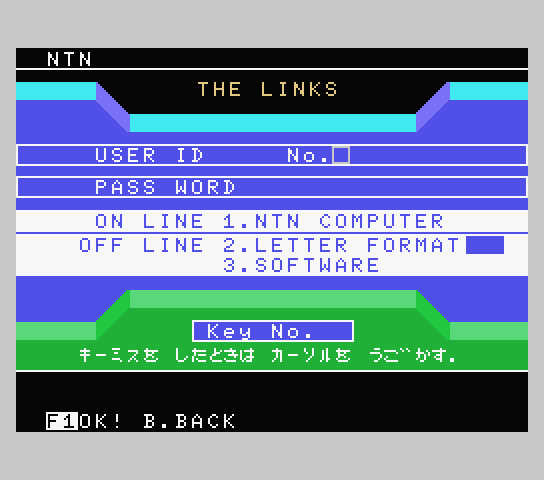 NTN
THE LINKS
USER ID No.
PASS WORD
ON LINE 1.NTN COMPUTER
OFF LINE 2.LETTER FORMAT
3.SOFTWARE
Key No.
キーミスを したときは カーソルを うごかす.
F1OK! B.BACK